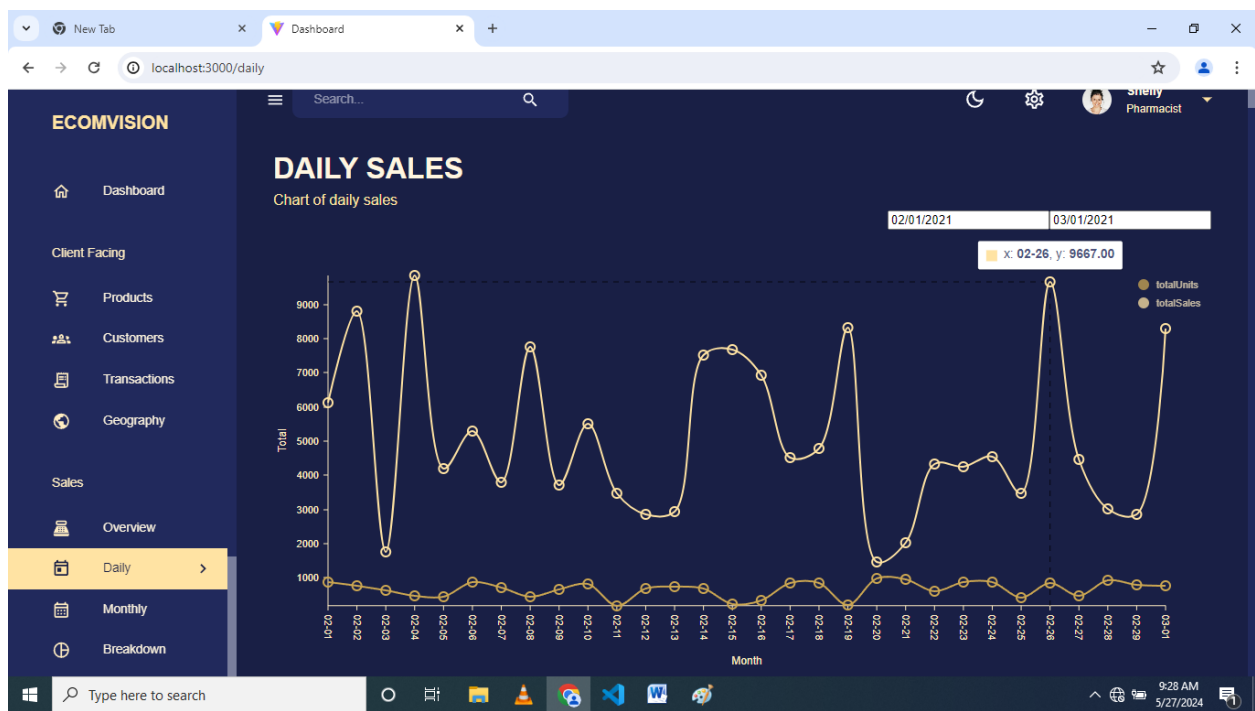 New Tab
Dashboard
localhost:3000/daily
Search...
Shelly
Pharmacist
ECOMVISION
Dashboard
Client Facing
Products
Customers
Transactions
Geography
Sales
Overview
Daily
Monthly
Breakdown
DAILY SALES
Chart of daily sales
02/01/2021
03/01/2021
x: 02-26, y: 9667.00
totalUnits
totalSales
Total
9000
8000
7000
6000
5000
4000
3000
2000
1000
02-01
02-02
02-03
02-04
02-05
02-06
02-07
02-08
02-09
02-10
02-11
02-12
02-13
02-14
02-15
02-16
02-17
02-18
02-19
02-20
02-21
02-22
02-23
02-24
02-25
02-26
02-27
02-28
02-29
03-01
Month
Type here to search
9:28 AM
5/27/2024
1